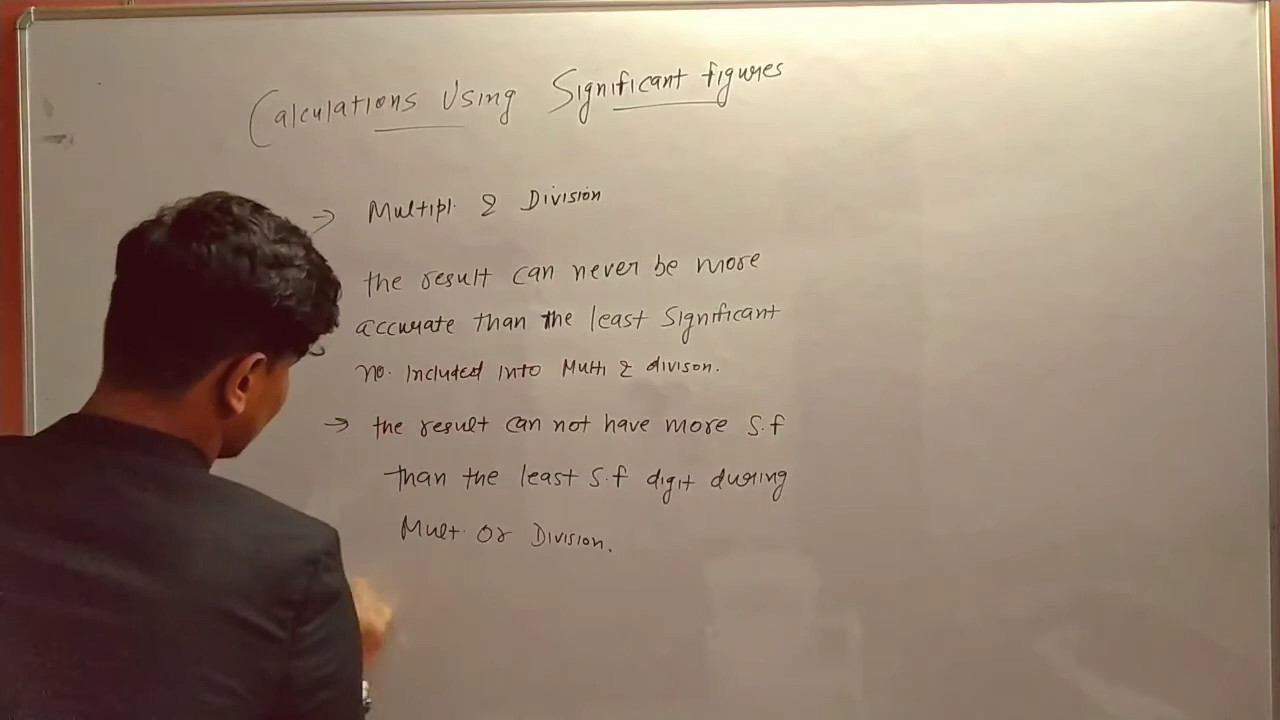 Calculations Using Significant figures
→ Multipl. & Division
the result can never be more
accurate than the least Significant
no. Included Into Multi & divison.
→ the result can not have more S.f
than the least S.f digit during
Mult. Or Division.